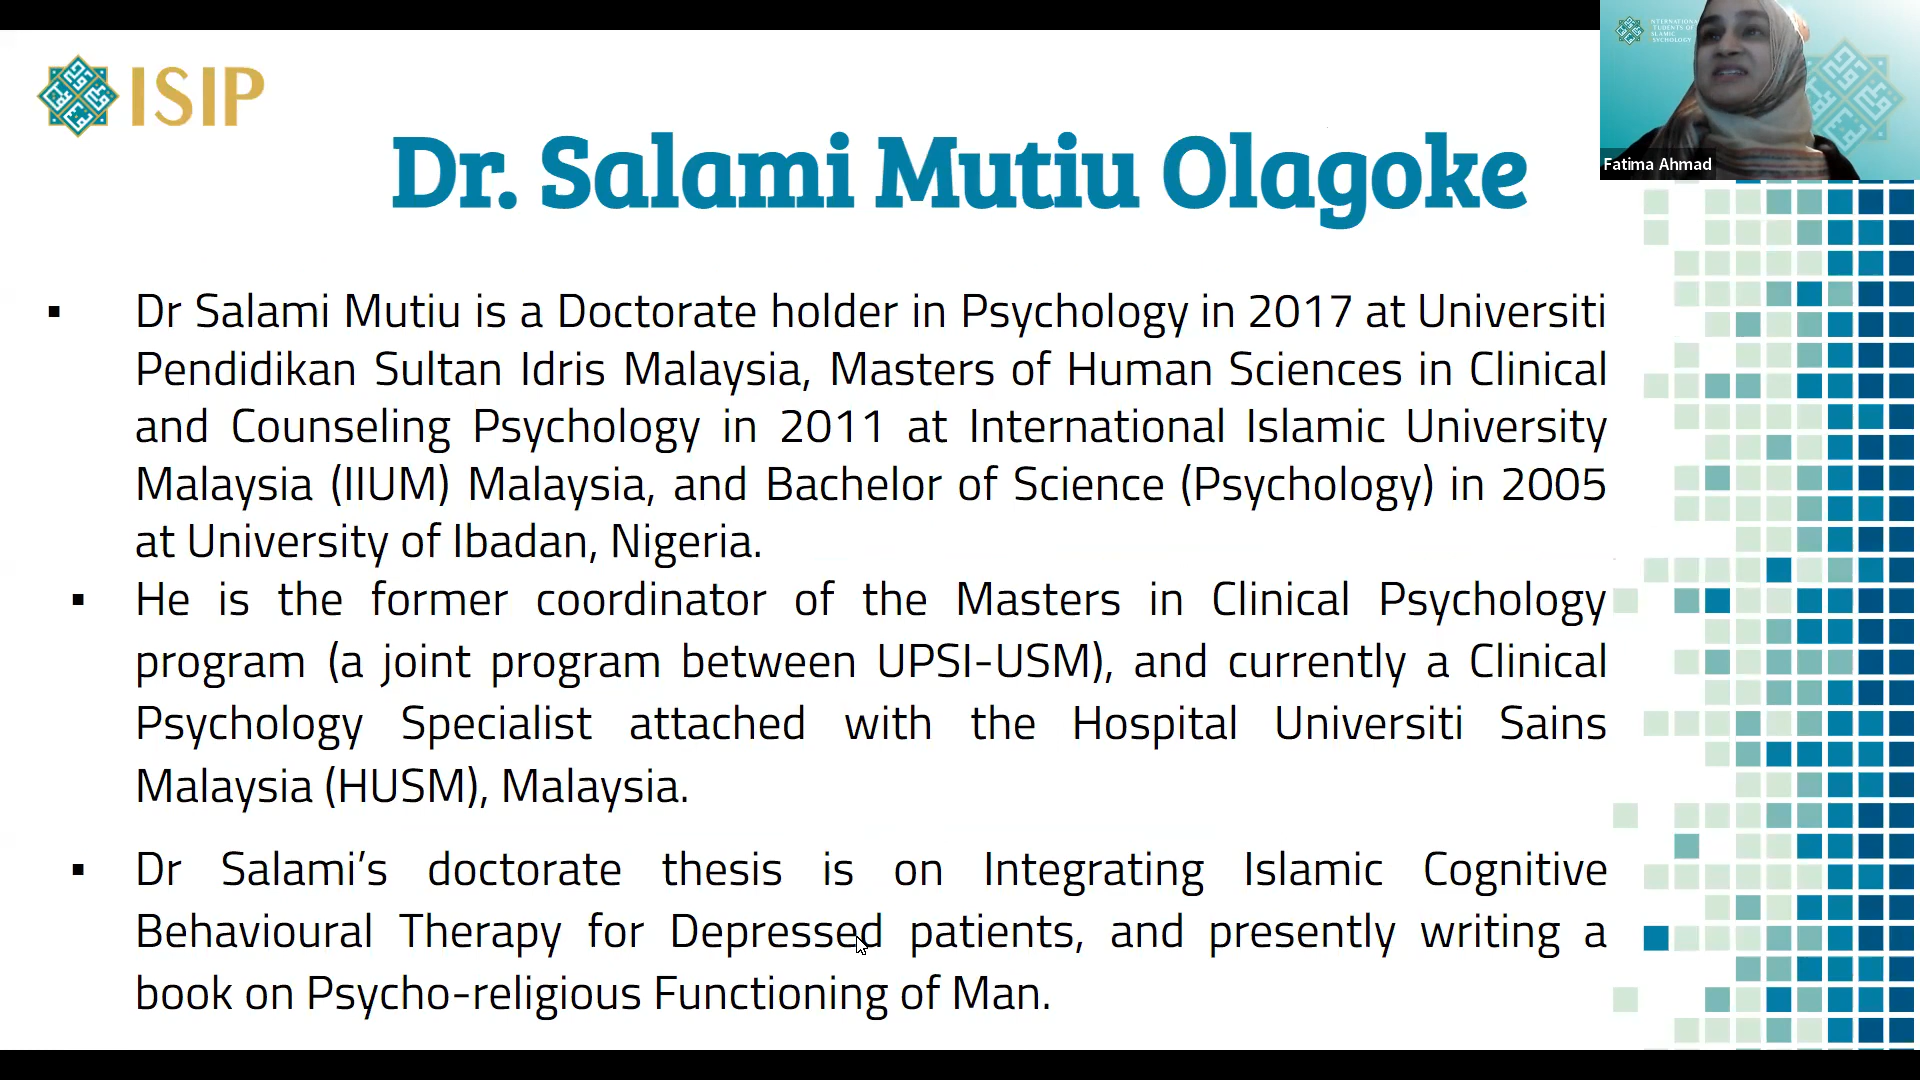 ISIP
Dr. Salami Mutiu Olagoke
▪ Dr Salami Mutiu is a Doctorate holder in Psychology in 2017 at Universiti
Pendidikan Sultan Idris Malaysia, Masters of Human Sciences in Clinical
and Counseling Psychology in 2011 at International Islamic University
Malaysia (IIUM) Malaysia, and Bachelor of Science (Psychology) in 2005
at University of Ibadan, Nigeria.
▪ He is the former coordinator of the Masters in Clinical Psychology
program (a joint program between UPSI-USM), and currently a Clinical
Psychology Specialist attached with the Hospital Universiti Sains
Malaysia (HUSM), Malaysia.
▪ Dr Salami’s doctorate thesis is on Integrating Islamic Cognitive
Behavioural Therapy for Depressed patients, and presently writing a
book on Psycho-religious Functioning of Man.
Fatima Ahmad